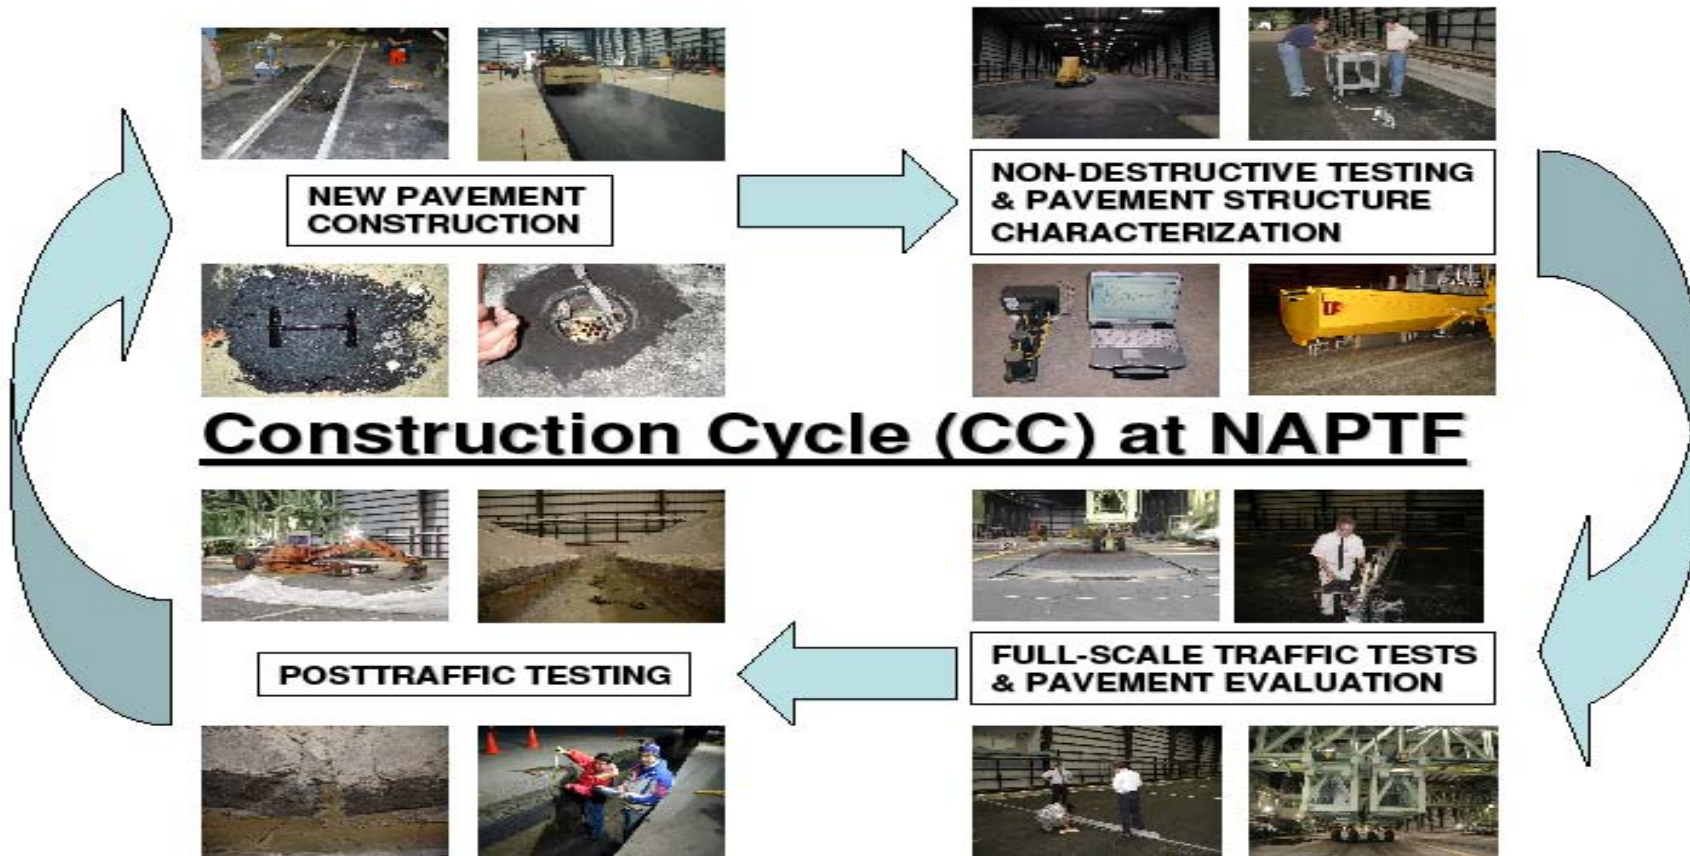 NEW PAVEMENT
CONSTRUCTION
NON-DESTRUCTIVE TESTING
& PAVEMENT STRUCTURE
CHARACTERIZATION
Construction Cycle (CC) at NAPTF
POSTTRAFFIC TESTING
FULL-SCALE TRAFFIC TESTS
& PAVEMENT EVALUATION